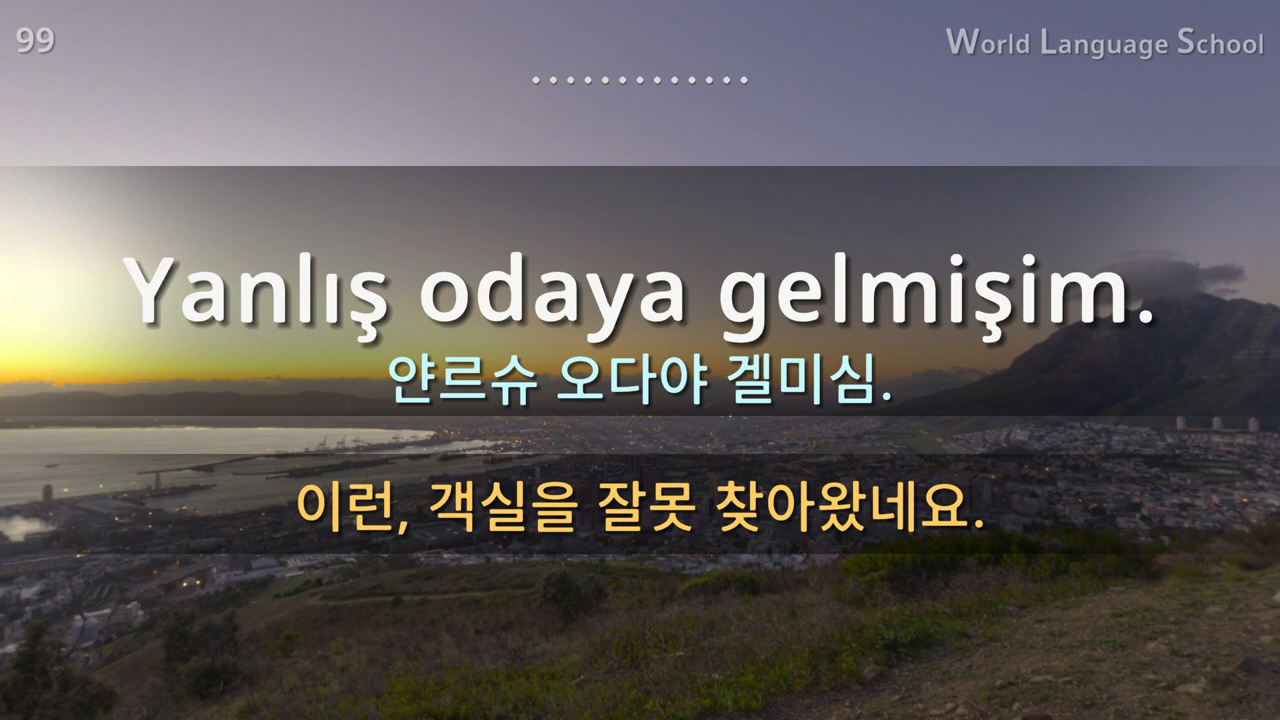 99
World Language School
Yanlış odaya gelmişim.
얀르슈 오다야 겔미심.
이런, 객실을 잘못 찾아왔네요.